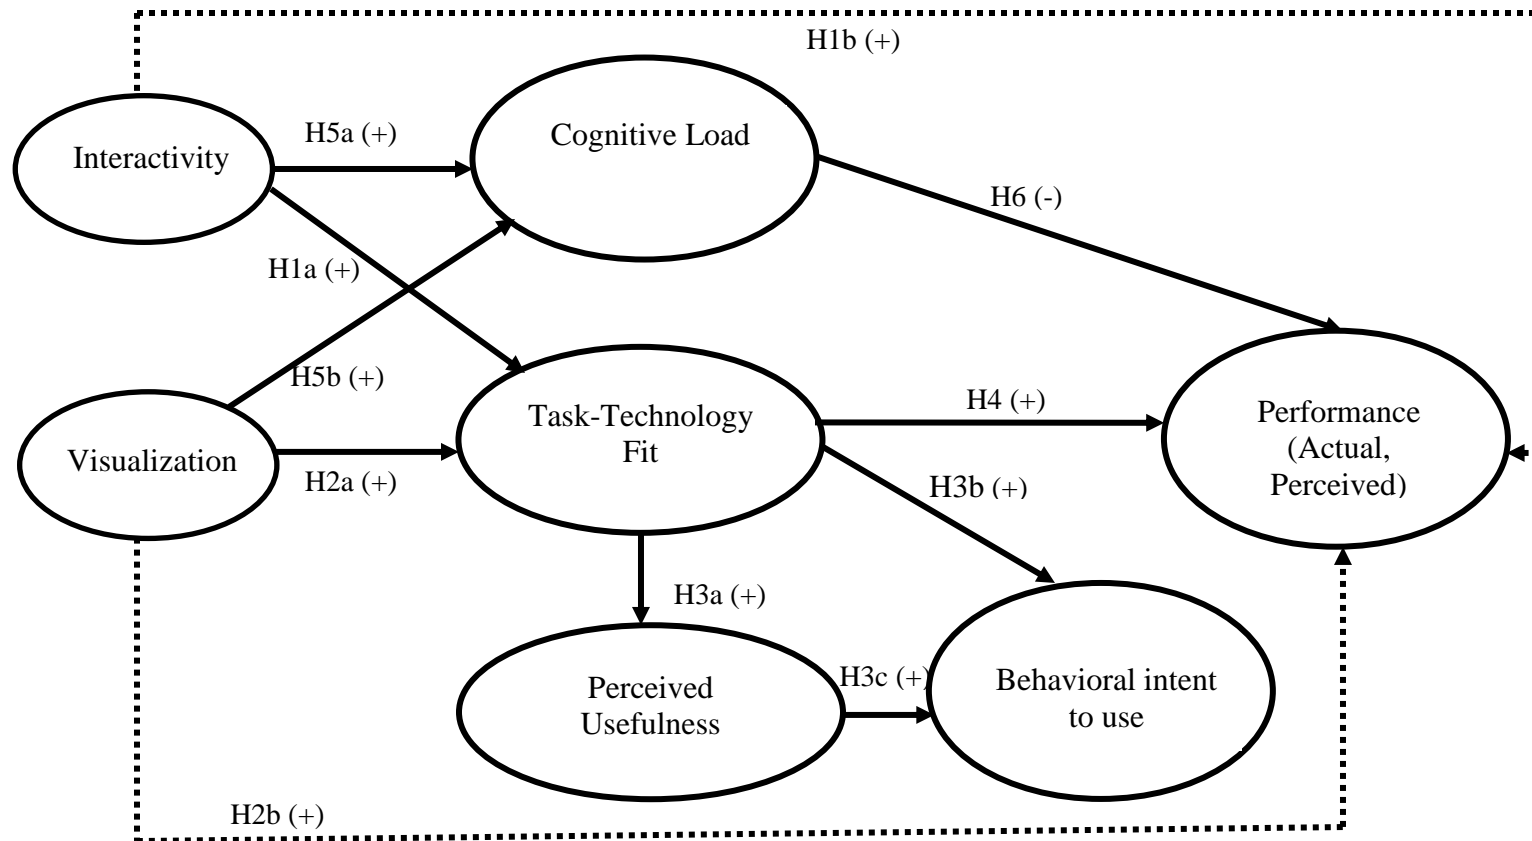 H1b (+)
H5a (+)
Cognitive Load
Interactivity
H6 (-)
H1a (+)
H5b (+)
Task-Technology
Fit
H4 (+)
Performance
(Actual,
Perceived)
Visualization
H2a (+)
H3b (+)
H3a (+)
Perceived
Usefulness
H3c (+)
Behavioral intent
to use
H2b (+)